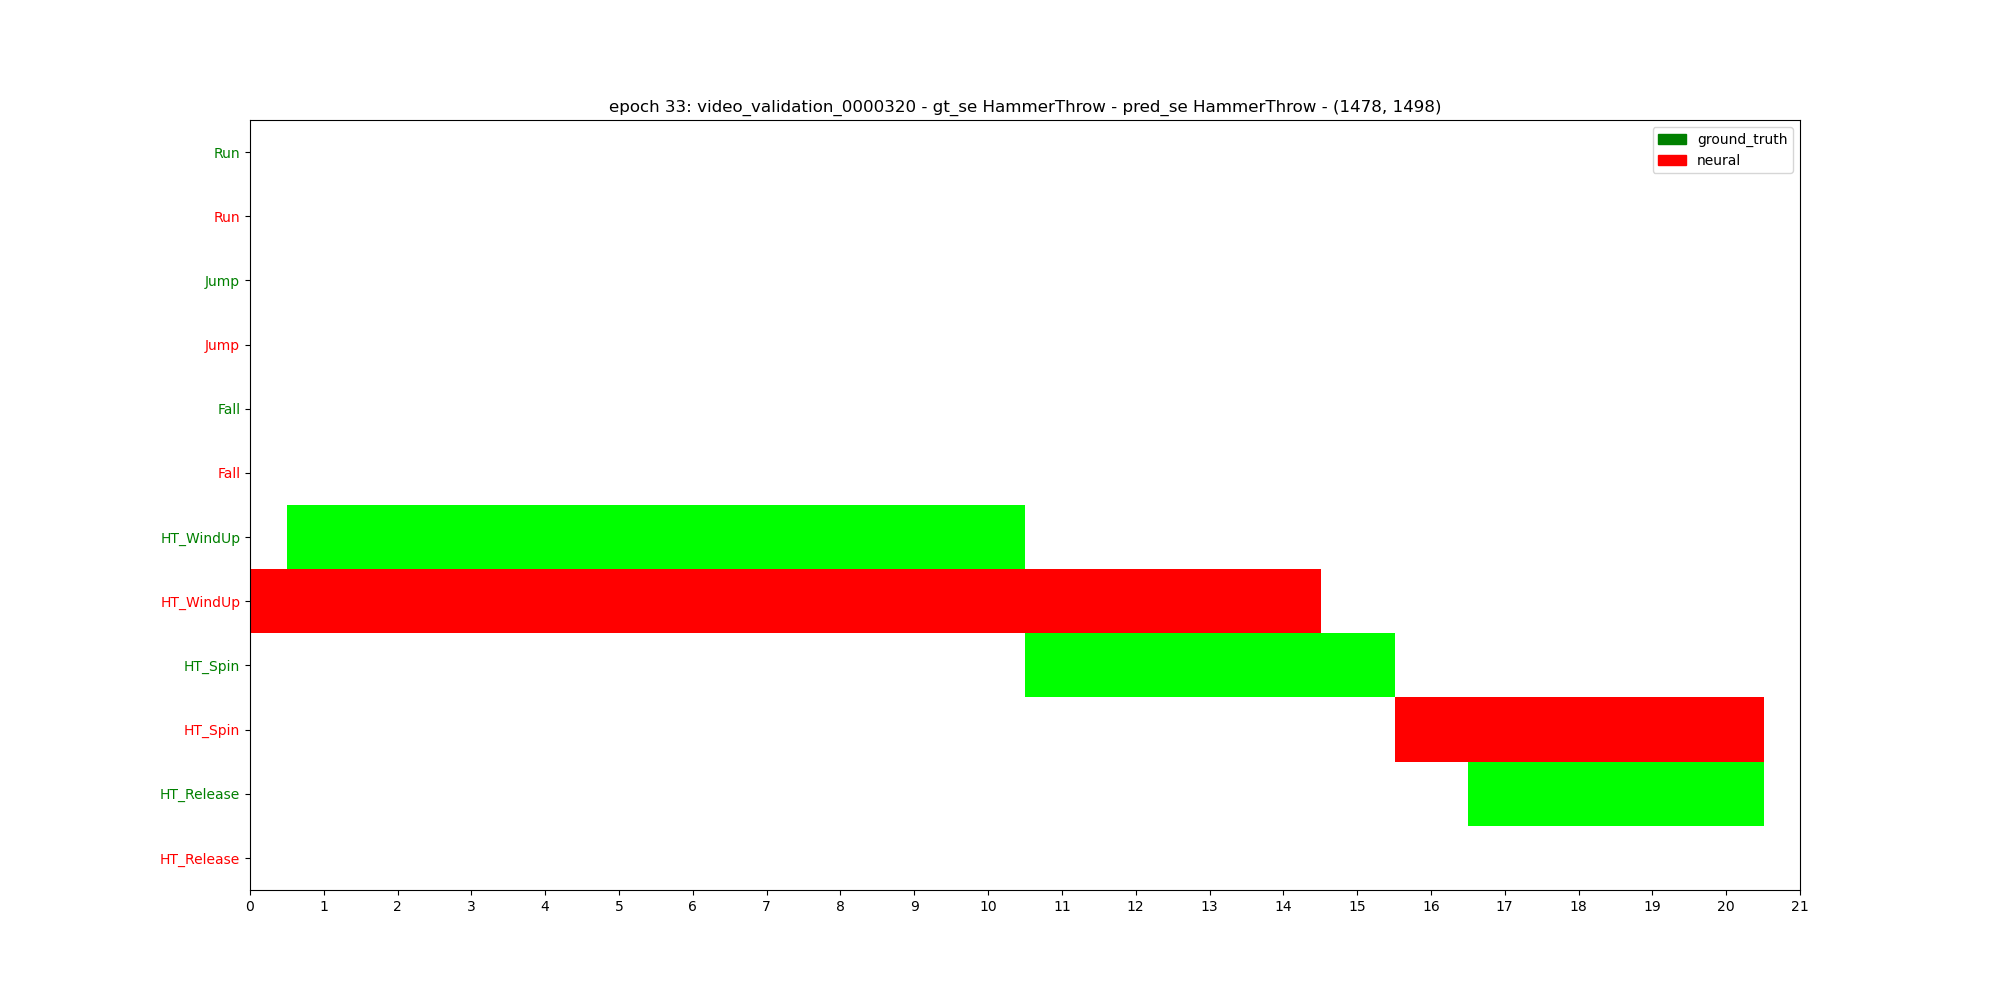 epoch 33: video_validation_0000320 - gt_se HammerThrow - pred_se HammerThrow - (1478, 1498)
ground_truth
neural
Run
Run
Jump
Jump
Fall
Fall
HT_WindUp
HT_WindUp
HT_Spin
HT_Spin
HT_Release
HT_Release
0 1 2 3 4 5 6 7 8 9 10 11 12 13 14 15 16 17 18 19 20 21